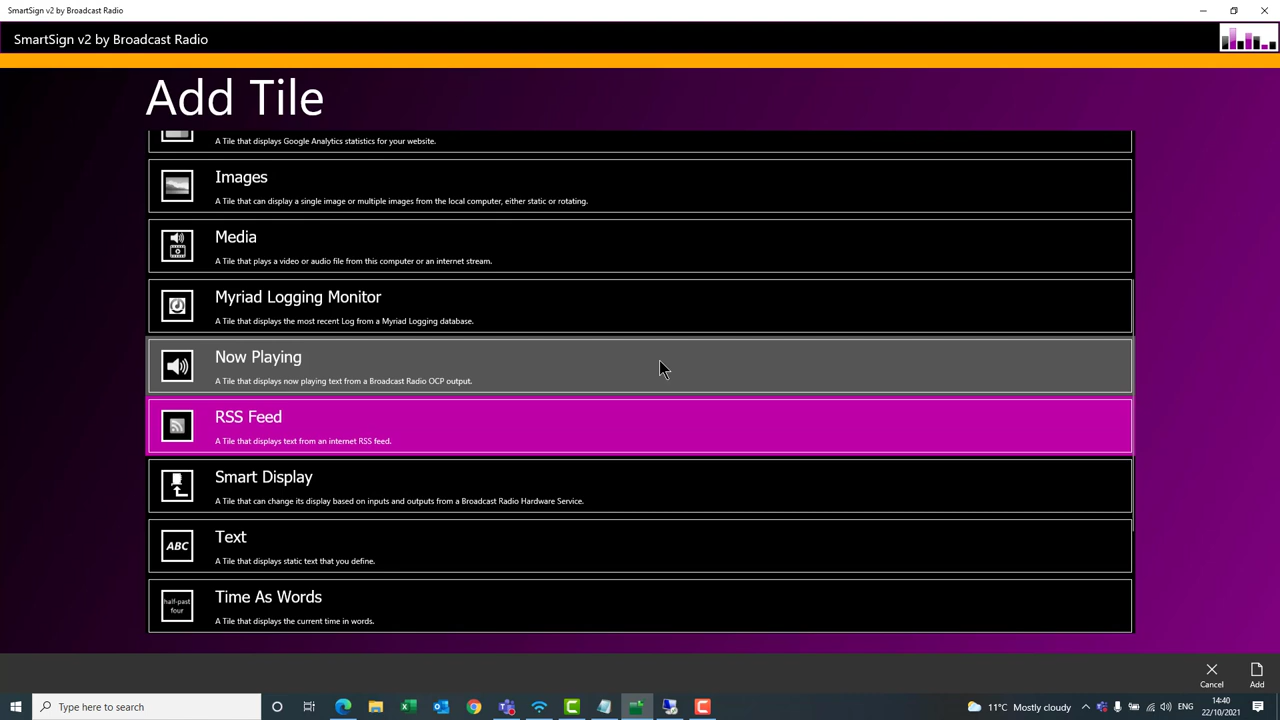 SmartSign v2 by Broadcast Radio
SmartSign v2 by Broadcast Radio
Add Tile
A Tile that displays Google Analytics statistics for your website.
Images
A Tile that can display a single image or multiple images from the local computer, either static or rotating.
Media
A Tile that plays a video or audio file from this computer or an internet stream.
Myriad Logging Monitor
A Tile that displays the most recent Log from a Myriad Logging database.
Now Playing
A Tile that displays now playing text from a Broadcast Radio OCP output.
RSS Feed
A Tile that displays text from an internet RSS feed.
Smart Display
A Tile that can change its display based on inputs and outputs from a Broadcast Radio Hardware Service.
ABC
Text
A Tile that displays static text that you define.
half-past
four
Time As Words
A Tile that displays the current time in words.
Cancel
Add
Type here to search
11°C Mostly cloudy
ENG
14:40
22/10/2021